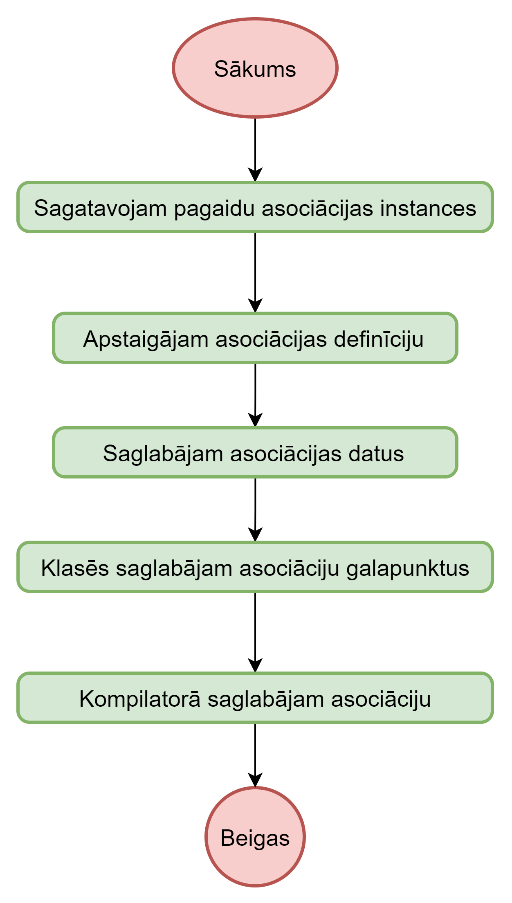 Sākums
Sagatavojam pagaidu asociācijas instances
Apstaigājam asociācijas definīciju
Saglabājam asociācijas datus
Klasēs saglabājam asociāciju galapunktus
Kompilatorā saglabājam asociāciju
Beigas